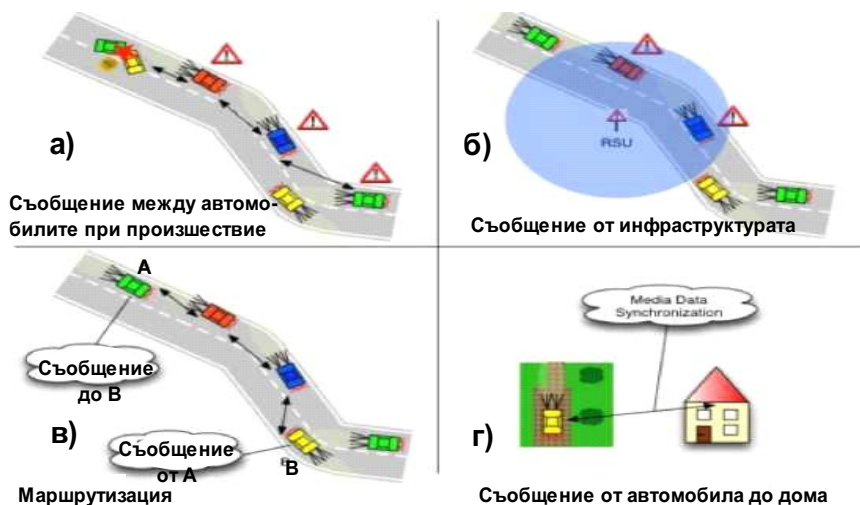 а)
Съобщение между автомо-
билите при произшествие
б)
RSU
Съобщение от инфраструктурата
A
Съобщение
до B
в)
Съобщение
от A
B
Маршрутизация
Media Data
Synchronization
г)
Съобщение от автомобила до дома